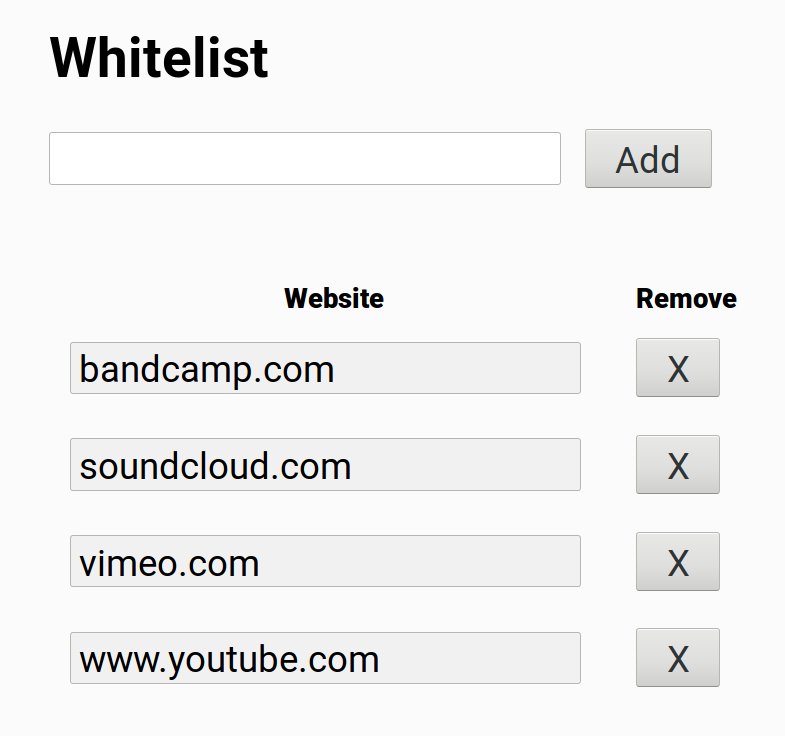 Whitelist
Add
Website Remove
bandcamp.com X
soundcloud.com X
vimeo.com X
www.youtube.com X